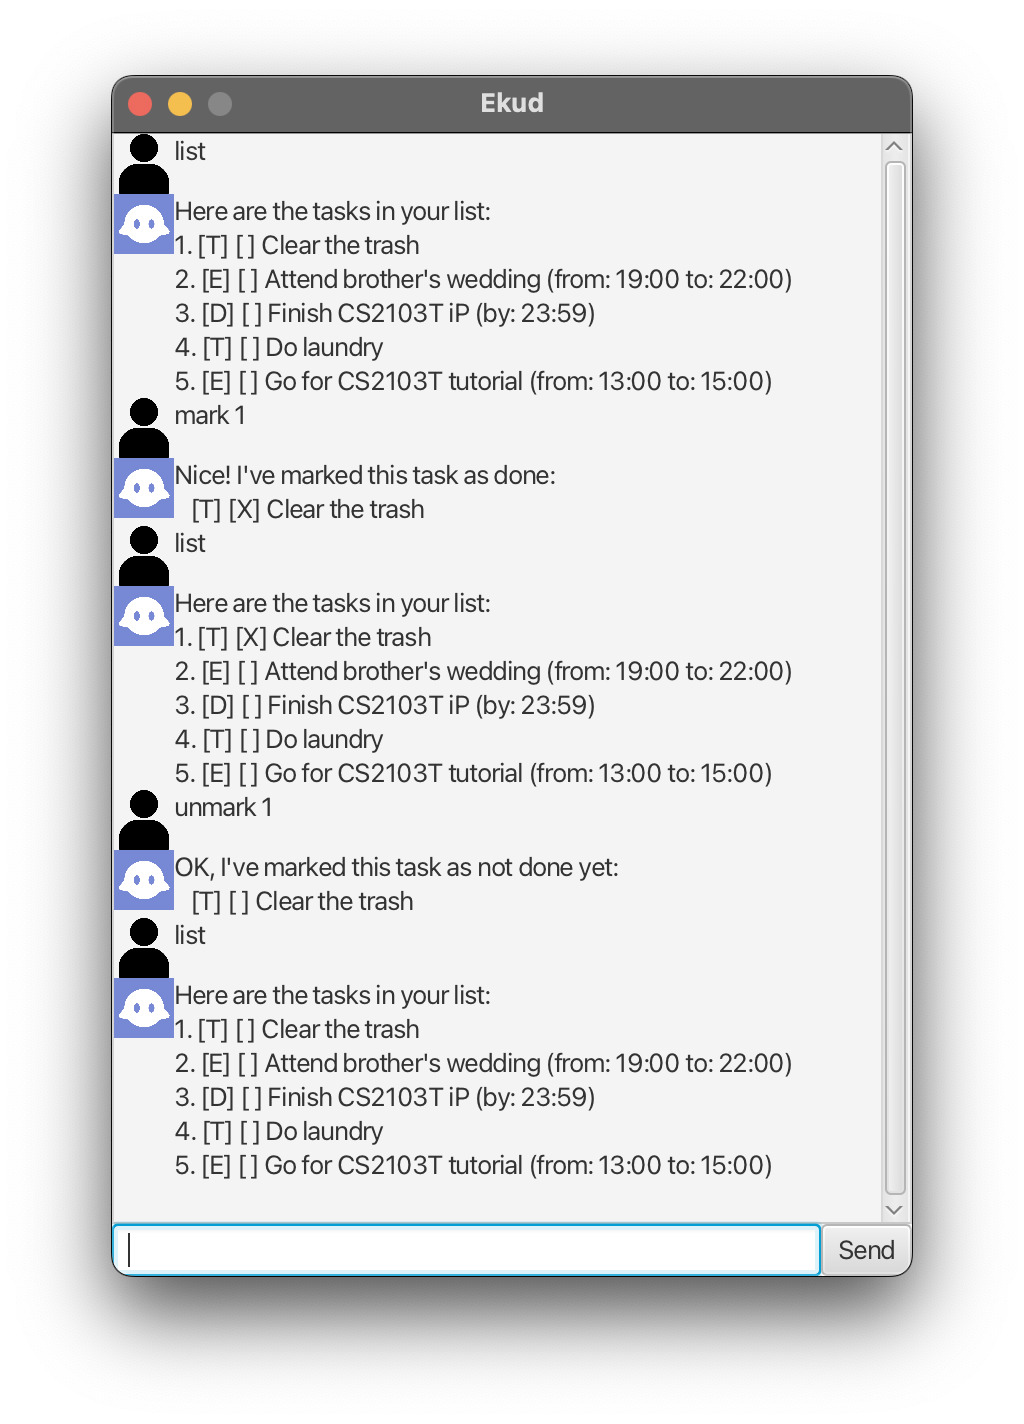 Ekud
list
Here are the tasks in your list:
1. [T] [ ] Clear the trash
2. [E] [ ] Attend brother's wedding (from: 19:00 to: 22:00)
3. [D] [ ] Finish CS2103T iP (by: 23:59)
4. [T] [ ] Do laundry
5. [E] [ ] Go for CS2103T tutorial (from: 13:00 to: 15:00)
mark 1
Nice! I've marked this task as done:
[T] [X] Clear the trash
list
Here are the tasks in your list:
1. [T] [X] Clear the trash
2. [E] [ ] Attend brother's wedding (from: 19:00 to: 22:00)
3. [D] [ ] Finish CS2103T iP (by: 23:59)
4. [T] [ ] Do laundry
5. [E] [ ] Go for CS2103T tutorial (from: 13:00 to: 15:00)
unmark 1
OK, I've marked this task as not done yet:
[T] [ ] Clear the trash
list
Here are the tasks in your list:
1. [T] [ ] Clear the trash
2. [E] [ ] Attend brother's wedding (from: 19:00 to: 22:00)
3. [D] [ ] Finish CS2103T iP (by: 23:59)
4. [T] [ ] Do laundry
5. [E] [ ] Go for CS2103T tutorial (from: 13:00 to: 15:00)
Send